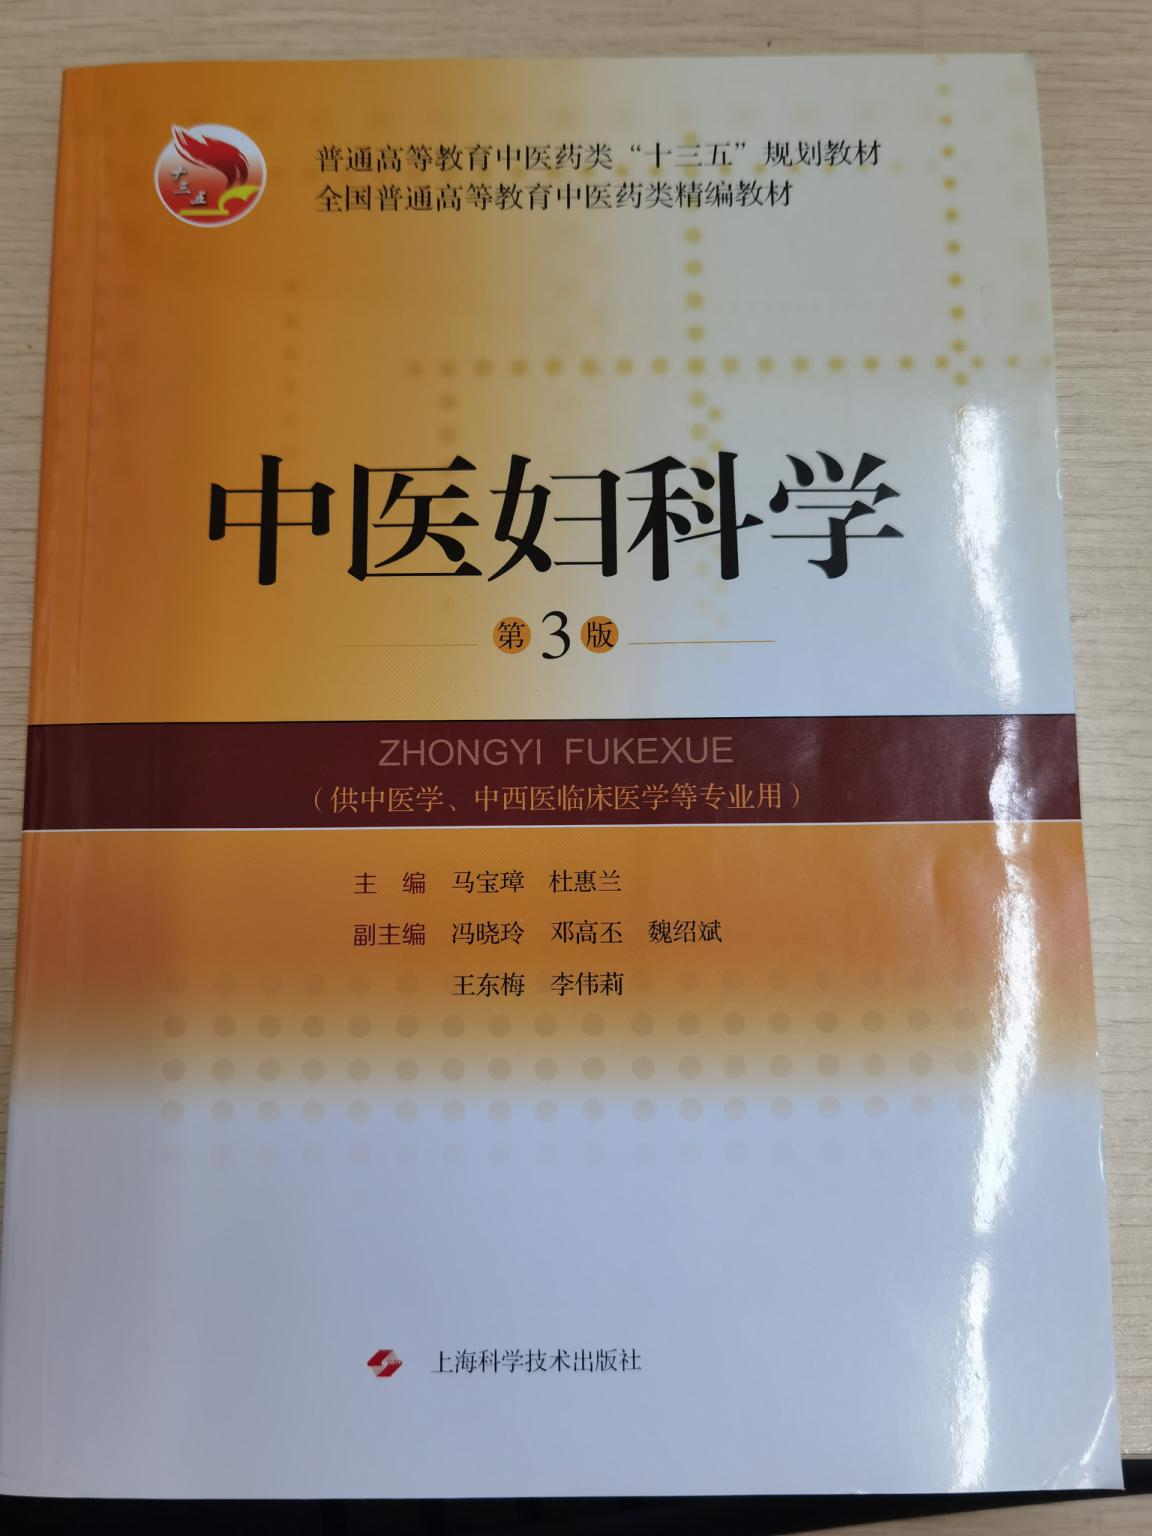 十三五
普通高等教育中医药类“十三五”规划教材
全国普通高等教育中医药类精编教材
中医妇科学
第3版
ZHONGYI FUKEXUE
（供中医学、中西医临床医学等专业用）
主 编 马宝璋 杜惠兰
副主编 冯晓玲 邓高丕 魏绍斌
王东梅 李伟莉
上海科学技术出版社